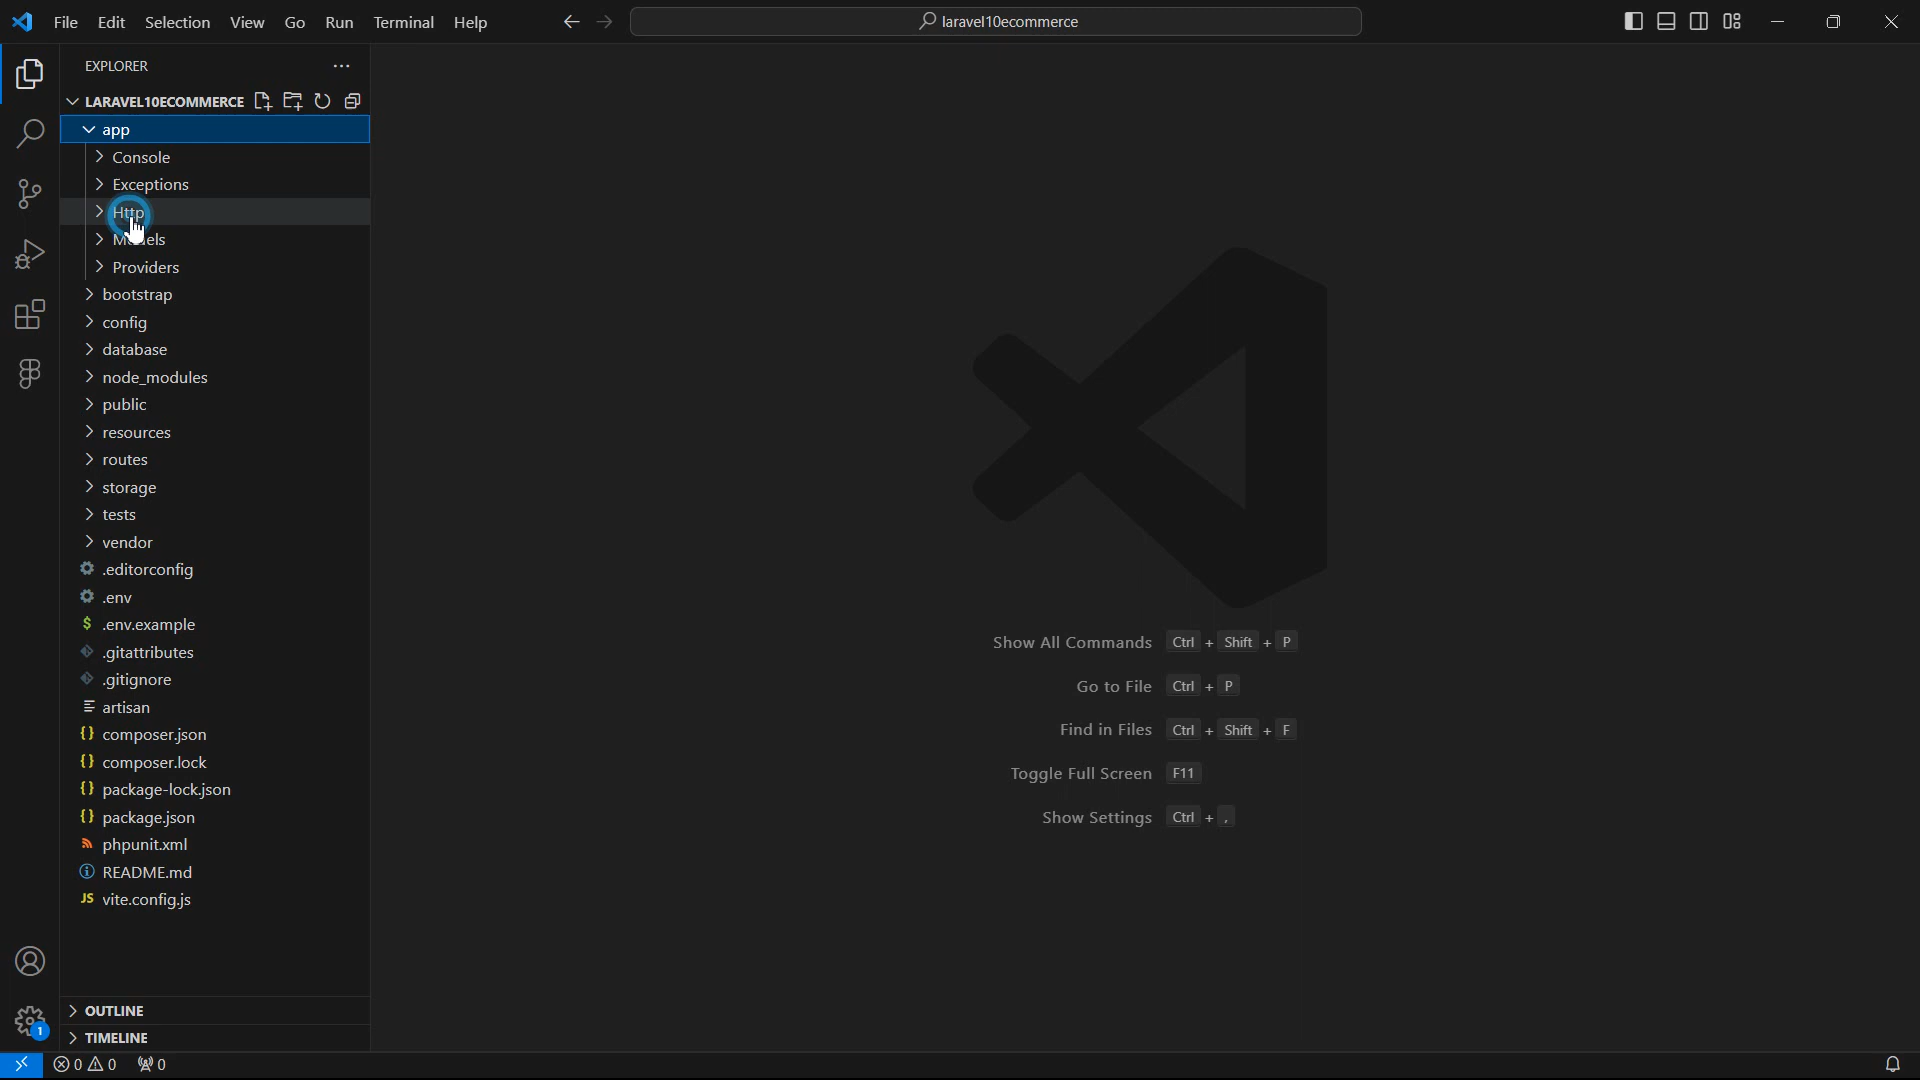 File Edit Selection View Go Run Terminal Help
laravel10ecommerce
EXPLORER
LARAVEL10ECOMMERCE
app
Console
Exceptions
Http
Models
Providers
bootstrap
config
database
node_modules
public
resources
routes
storage
tests
vendor
.editorconfig
.env
$ .env.example
.gitattributes
.gitignore
artisan
{} composer.json
{} composer.lock
{} package-lock.json
{} package.json
phpunit.xml
README.md
JS vite.config.js
Show All Commands Ctrl + Shift + P
Go to File Ctrl + P
Find in Files Ctrl + Shift + F
Toggle Full Screen F11
Show Settings Ctrl + ,
OUTLINE
1
TIMELINE
0 0 0